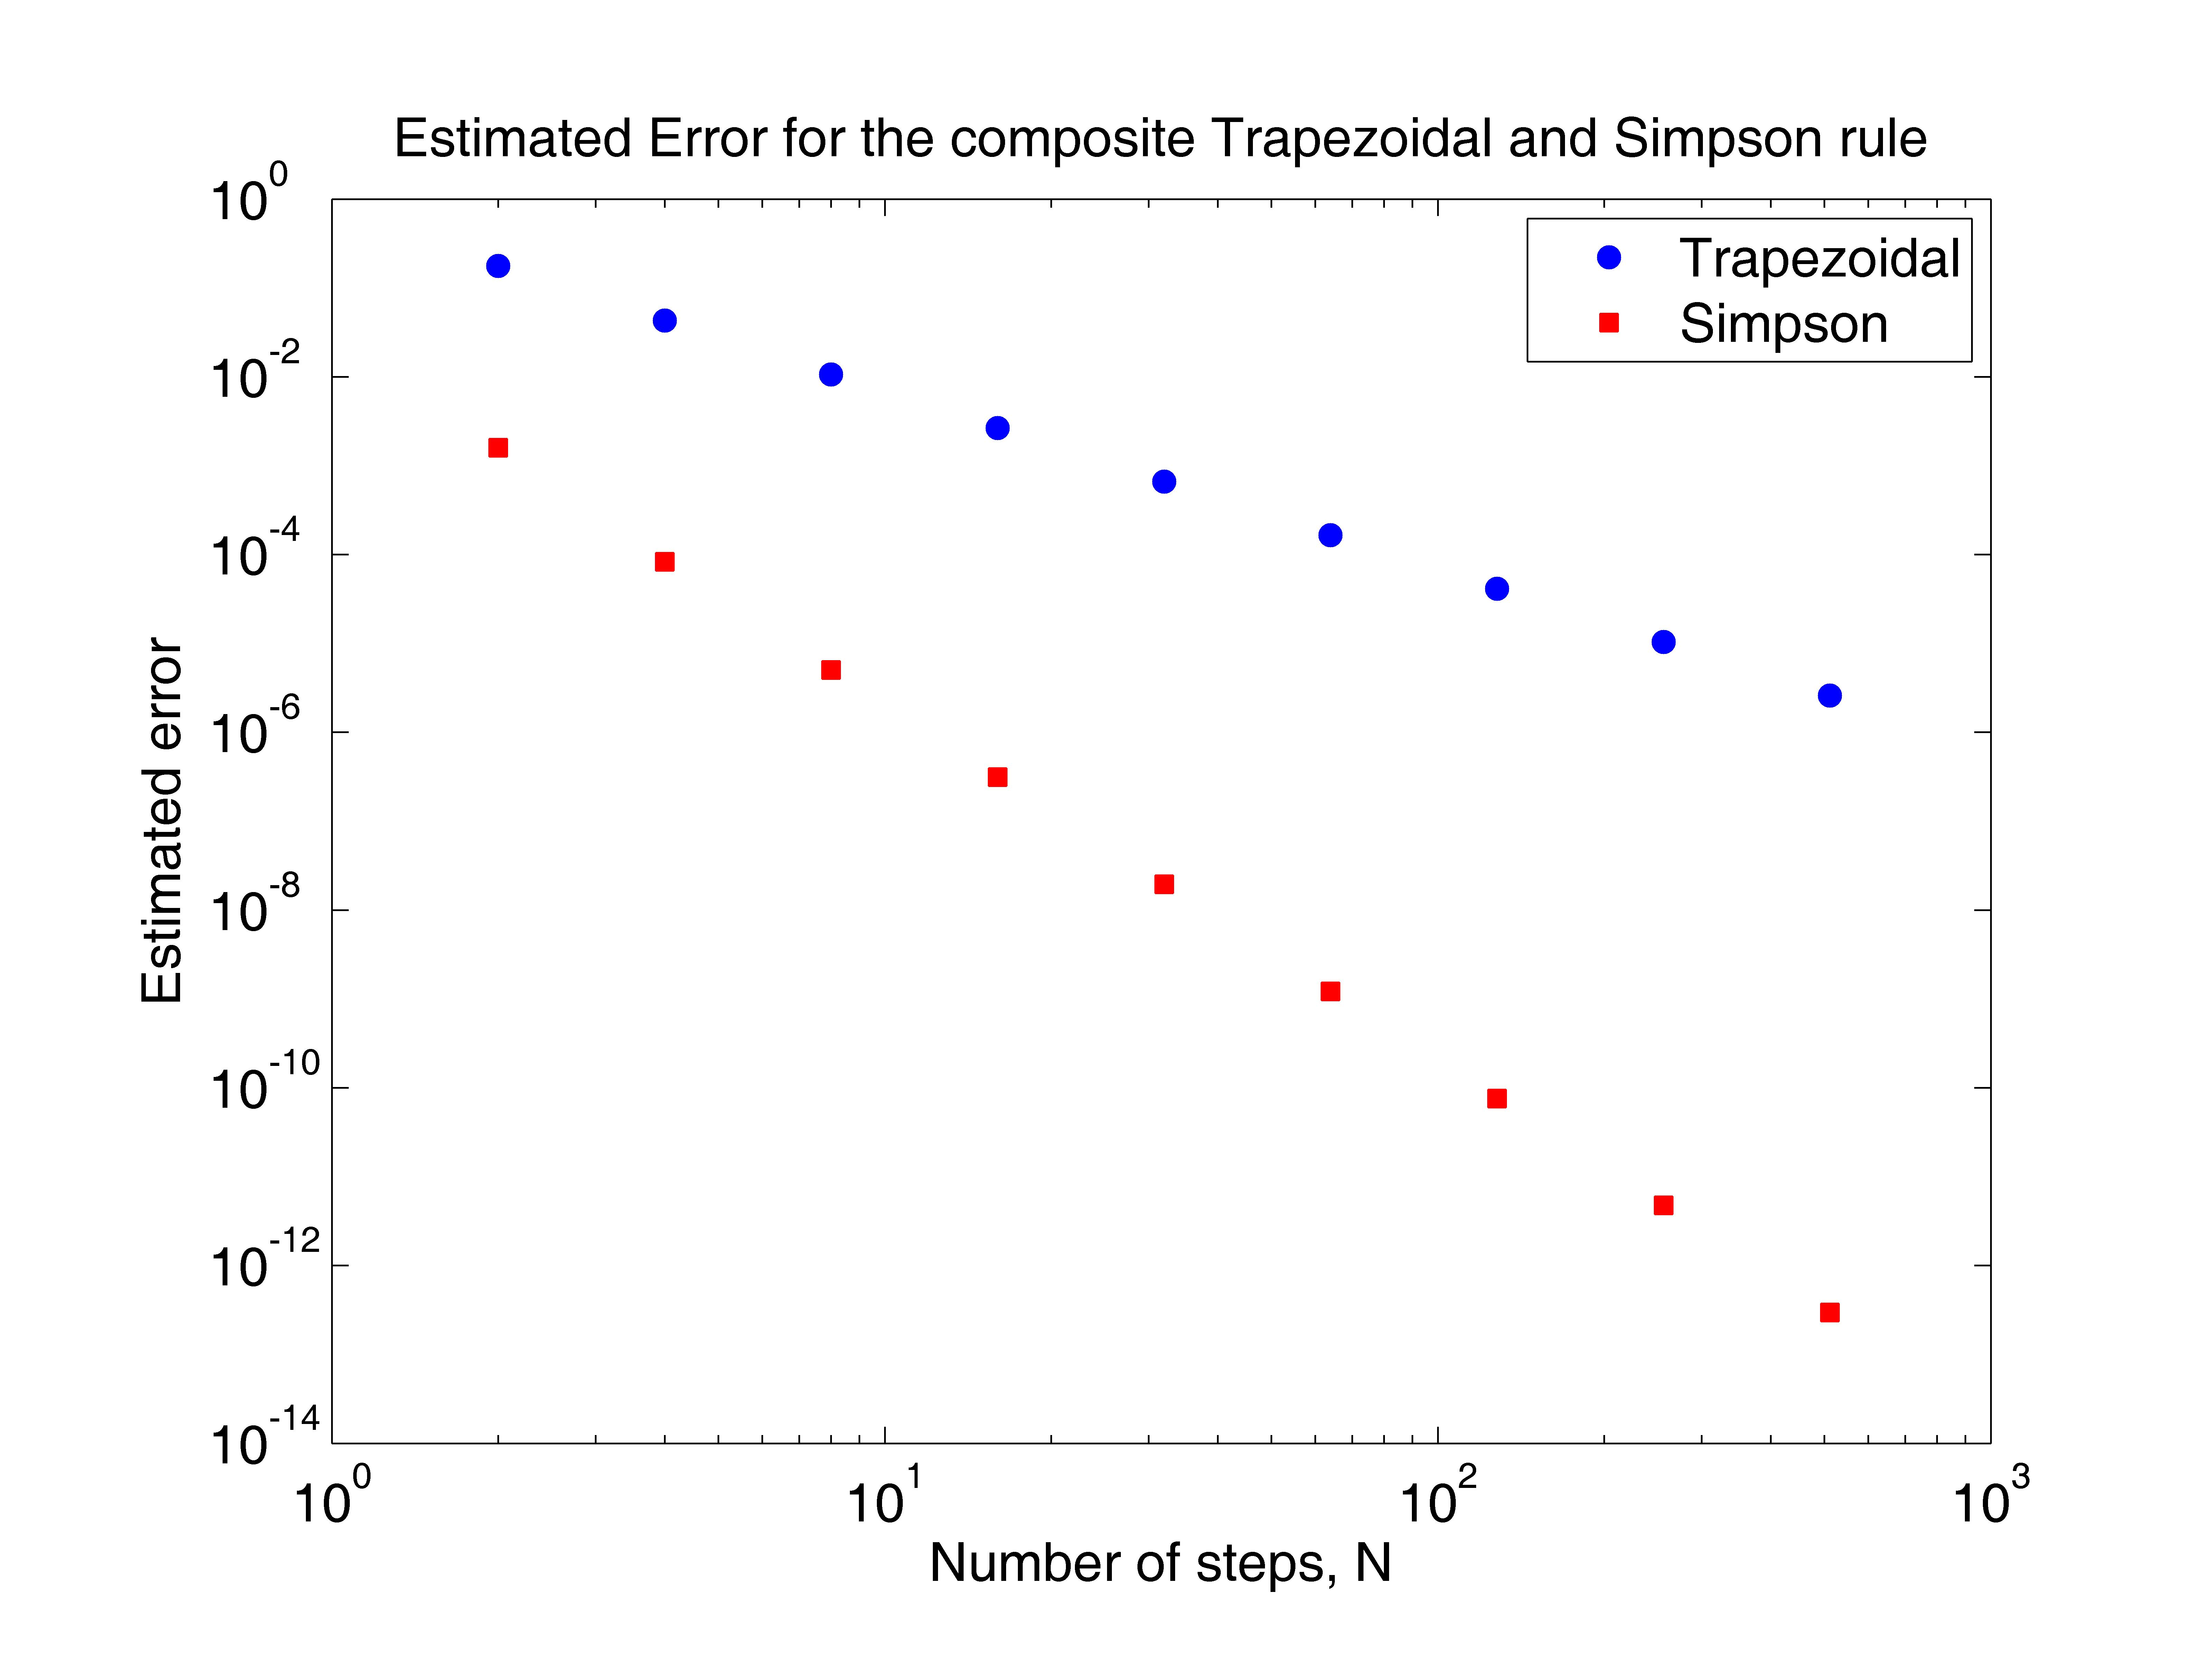 Estimated Error for the composite Trapezoidal and Simpson rule
10^0
Trapezoidal
Simpson
10^-2
10^-4
10^-6
10^-8
10^-10
10^-12
10^-14
Estimated error
10^0 10^1 10^2 10^3
Number of steps, N